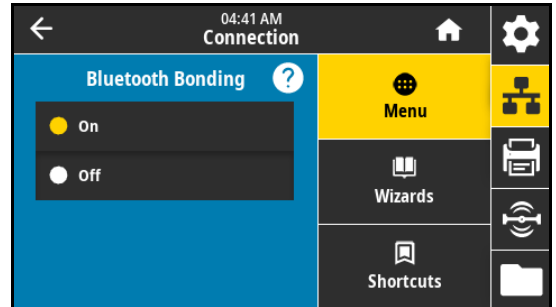 04:41 AM
Connection
Bluetooth Bonding ?
On
Off
Menu
Wizards
Shortcuts